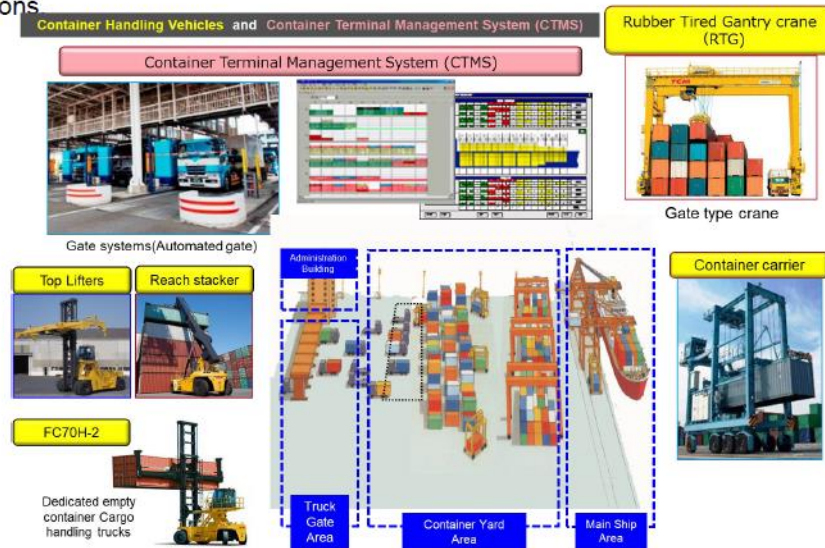 ons.
Container Handling Vehicles and Container Terminal Management System (CTMS)
Rubber Tired Gantry crane
(RTG)
Container Terminal Management System (CTMS)
TCM
Gate systems(Automated gate)
Gate type crane
Top Lifters
Reach stacker
Administration
Building
Container carrier
FC70H-2
Dedicated empty
container Cargo
handling trucks
Truck
Gate
Area
Container Yard
Area
Main Ship
Area